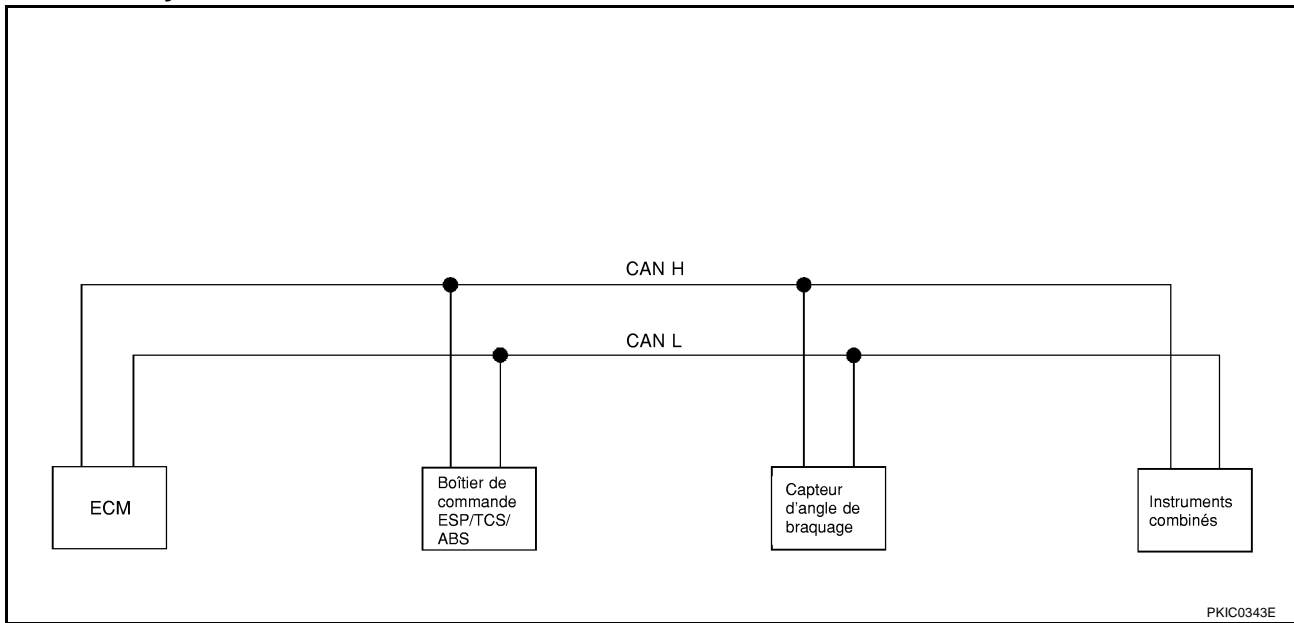 CAN H
CAN L
ECM
Boîtier de
commande
ESP/TCS/
ABS
Capteur
d'angle de
braquage
Instruments
combinés
PKIC0343E